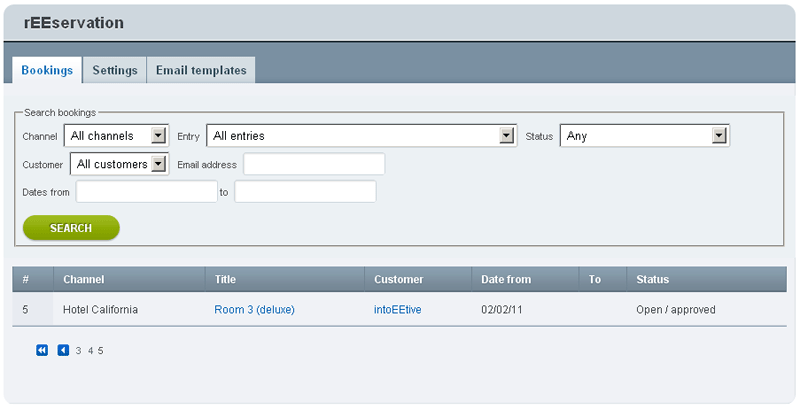 rEEservation
Bookings Settings Email templates
Search bookings
Channel All channels Entry All entries Status Any
Customer All customers Email address
Dates from to
SEARCH
# Channel Title Customer Date from To Status
5 Hotel California Room 3 (deluxe) intoEEtive 02/02/11 Open / approved
3 4 5